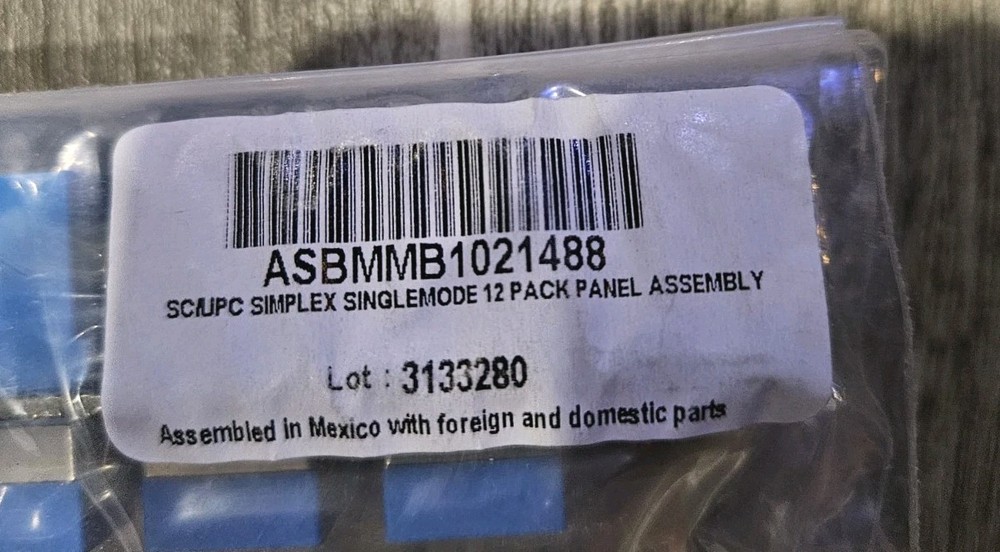 ASBMMB1021488
SC/UPC SIMPLEX SINGLEMODE 12 PACK PANEL ASSEMBLY
Lot : 3133280
Assembled in Mexico with foreign and domestic parts